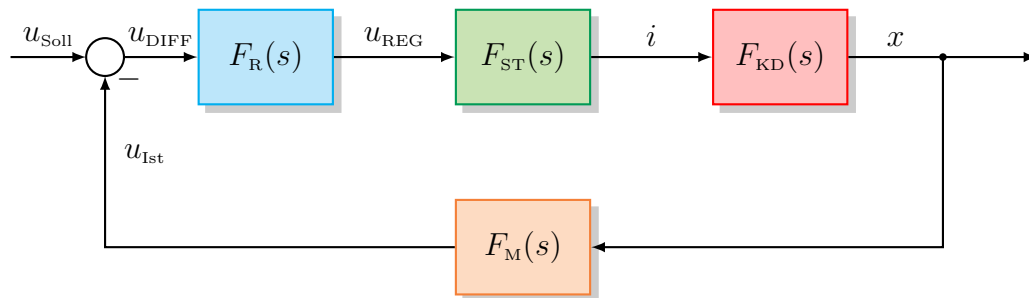 u_Soll
u_DIFF
F_R(s)
u_REG
F_ST(s)
i
F_KD(s)
x
−
u_Ist
F_M(s)